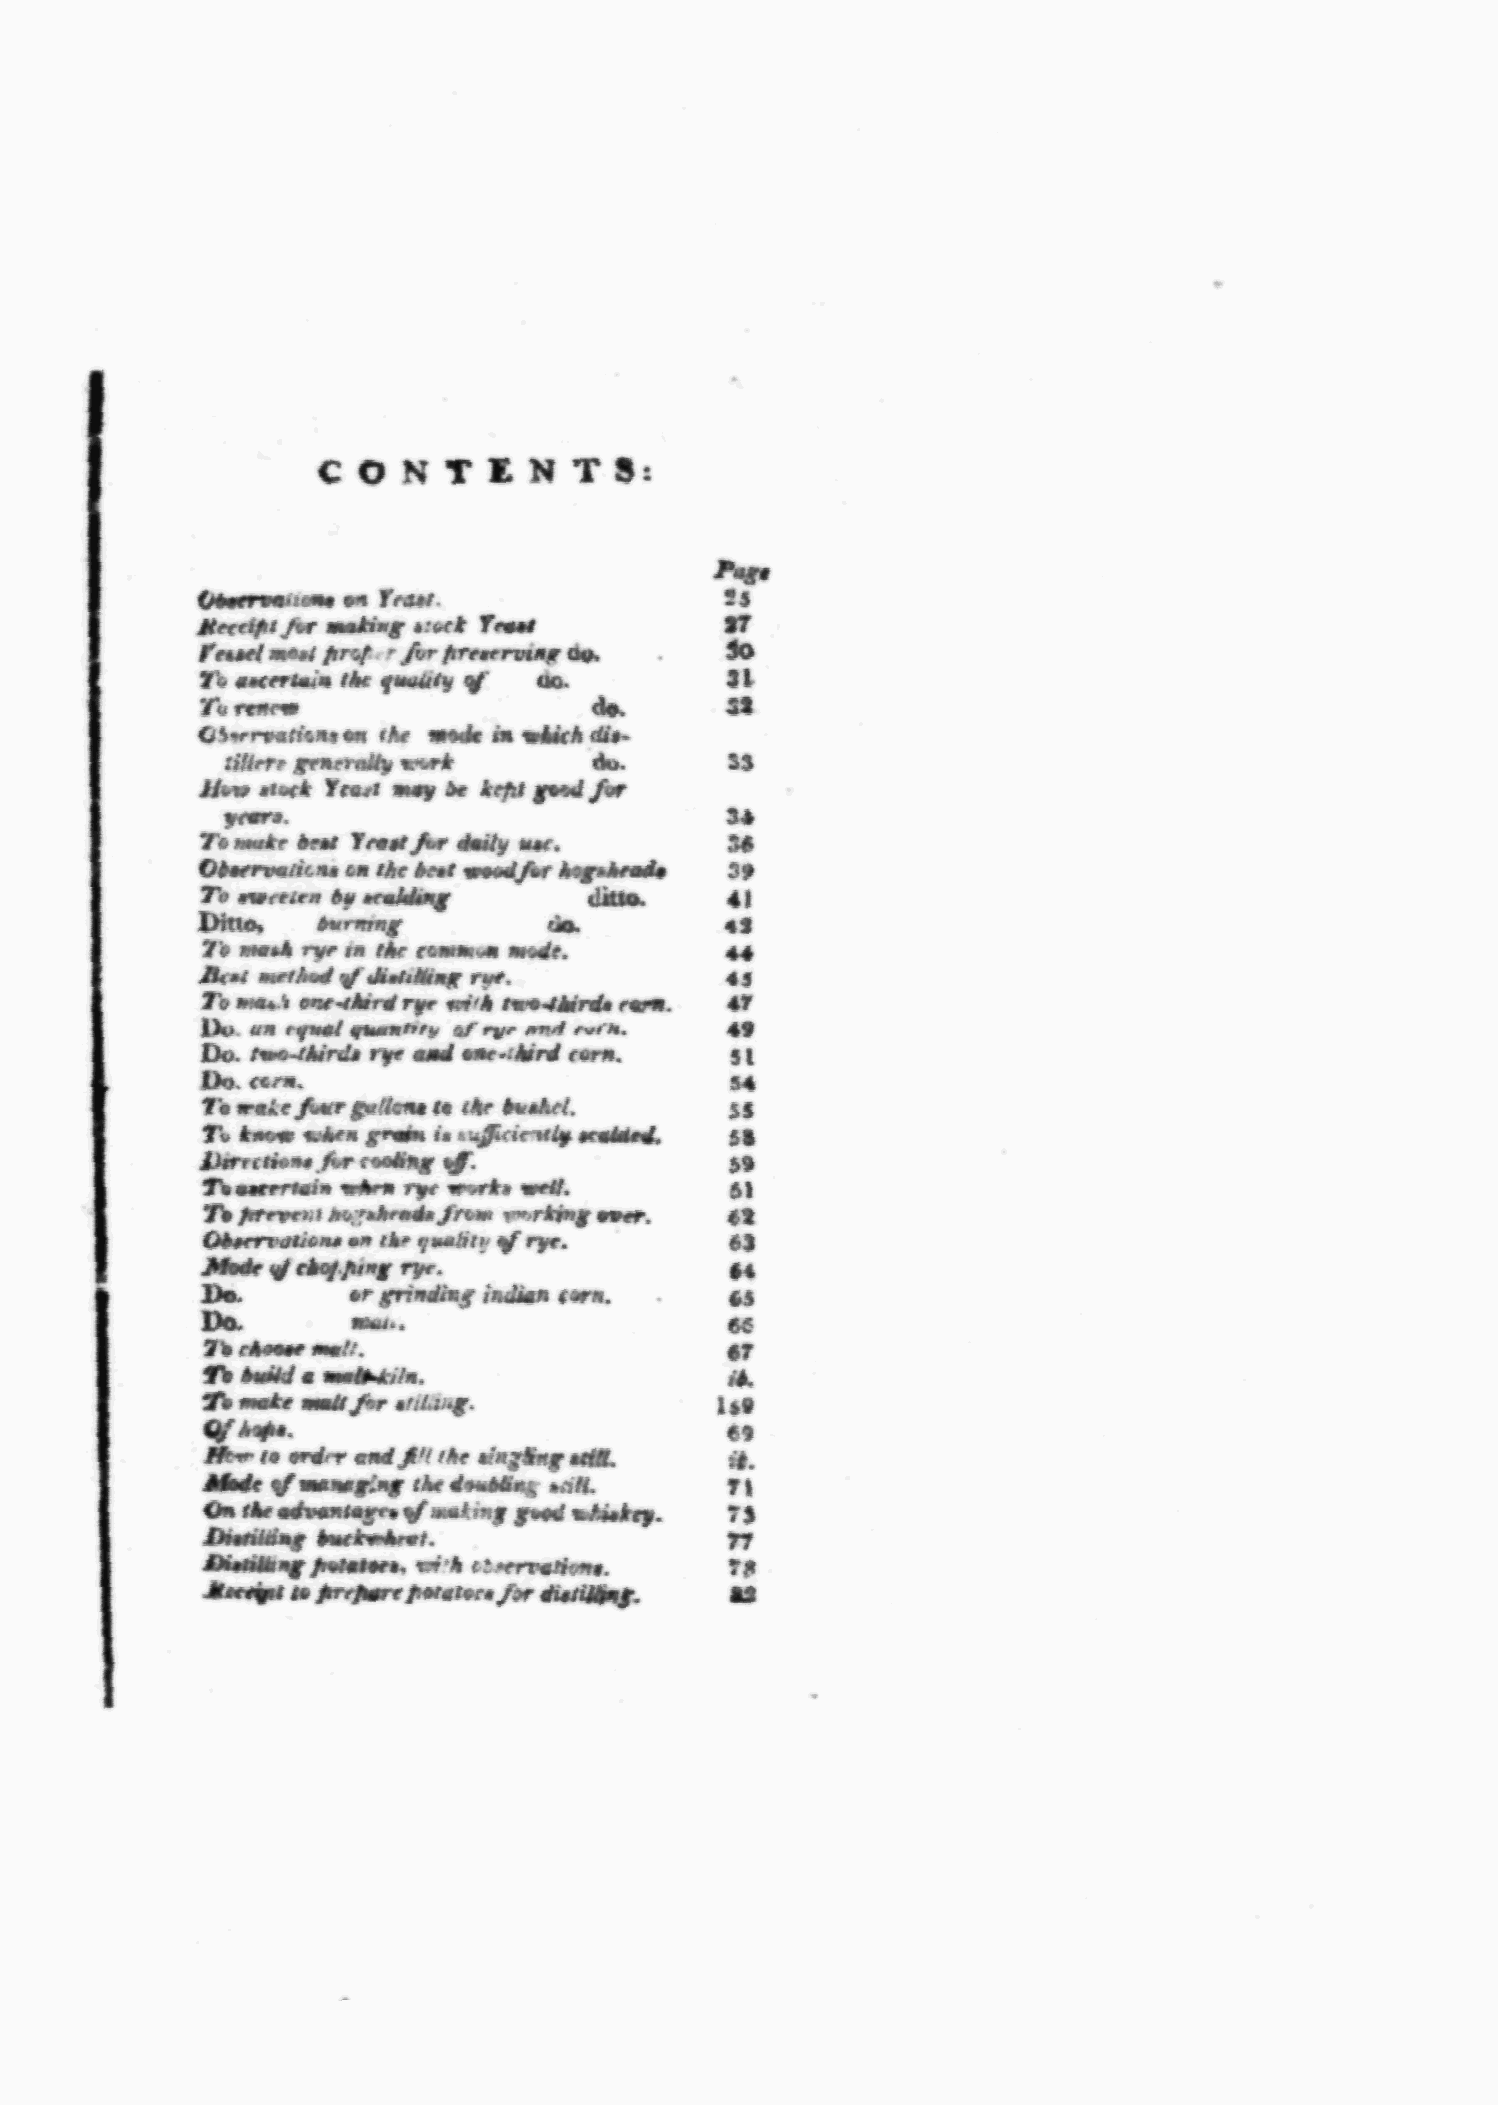 CONTENTS:
Page
Observations on Yeast. 25
Receipt for making stock Yeast 27
Vessel most proper for preserving do. 30
To ascertain the quality of do. 31
To renew do. 32
Observations on the mode in which dis-
tillers generally work do. 33
How stock Yeast may be kept good for
years. 34
To make best Yeast for daily use. 36
Observations on the best wood for hogsheads 39
To sweeten by scalding ditto. 41
Ditto, burning do. 42
To mash rye in the common mode. 44
Best method of distilling rye. 45
To mash one-third rye with two-thirds corn. 47
Do. an equal quantity of rye and corn. 49
Do. two-thirds rye and one-third corn. 51
Do. corn. 54
To make four gallons to the bushel. 55
To know when grain is sufficiently scalded. 58
Directions for cooling off. 59
To ascertain when rye works well. 61
To prevent hogsheads from working over. 62
Observations on the quality of rye. 63
Mode of chopping rye. 64
Do. or grinding indian corn. 65
Do. malt. 66
To choose malt. 67
To build a malt-kiln. ib.
To make malt for stilling. 159
Of hops. 69
How to order and fill the singling still. ib.
Mode of managing the doubling still. 71
On the advantages of making good whiskey. 75
Distilling buckwheat. 77
Distilling potatoes, with observations. 78
Receipt to prepare potatoes for distilling. 82